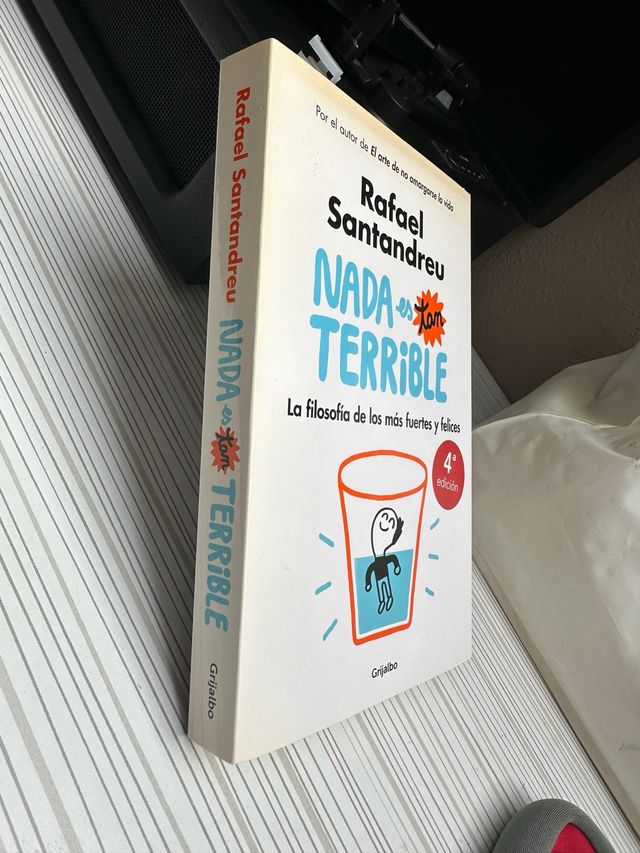 Por el autor de El arte de no amargarse la vida
Rafael
Santandreu
NADA es tan
TERRiBLE
La filosofía de los más fuertes y felices
4ª
edición
Grijalbo
Rafael Santandreu
NADA es tan TERRiBLE
Grijalbo